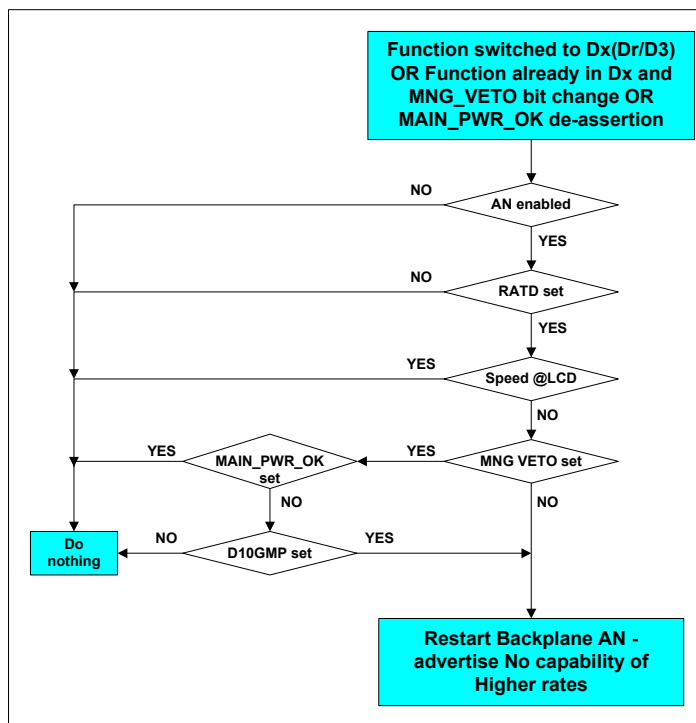 Function switched to Dx(Dr/D3)
OR Function already in Dx and
MNG_VETO bit change OR
MAIN_PWR_OK de-assertion
NO
AN enabled
YES
NO
RATD set
YES
YES
Speed @LCD
NO
YES
MAIN_PWR_OK
set
YES
MNG VETO set
NO
NO
Do
nothing
NO
D10GMP set
YES
Restart Backplane AN -
advertise No capability of
Higher rates